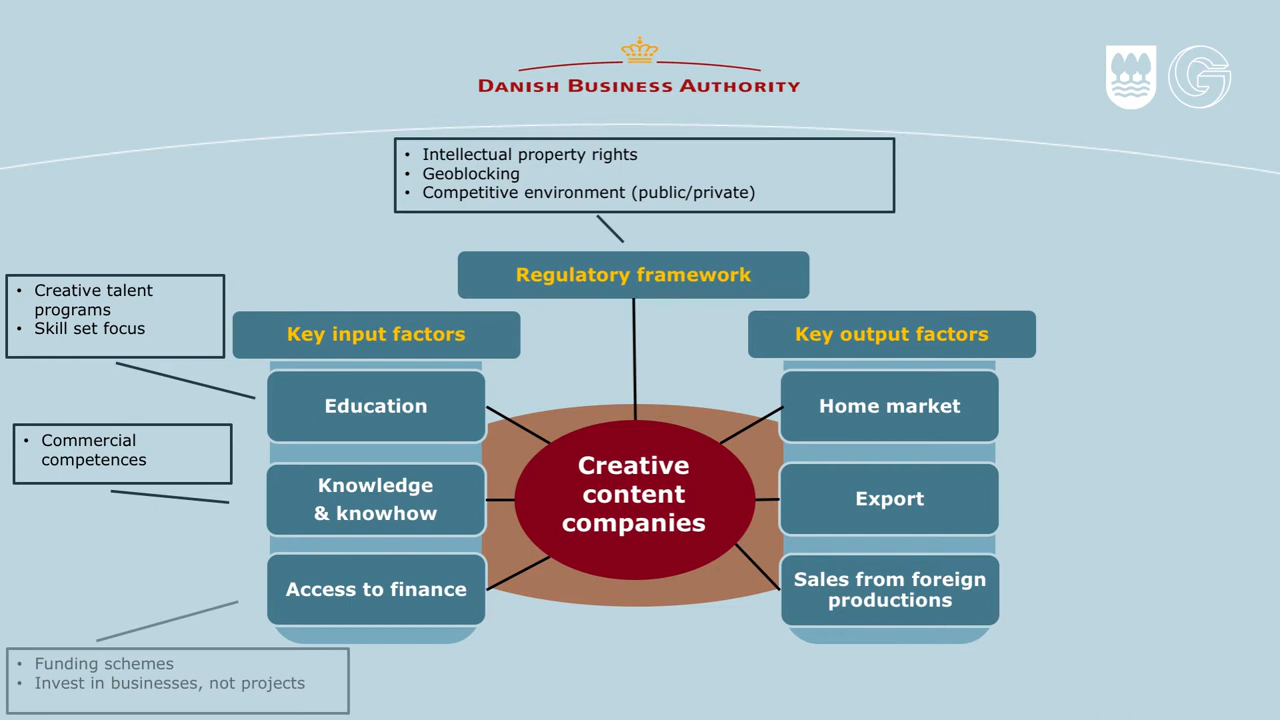 DANISH BUSINESS AUTHORITY
G
• Intellectual property rights
• Geoblocking
• Competitive environment (public/private)
Regulatory framework
• Creative talent
programs
• Skill set focus
Key input factors
Key output factors
Education
Home market
• Commercial
competences
Knowledge
& knowhow
Creative
content
companies
Export
Access to finance
Sales from foreign
productions
• Funding schemes
• Invest in businesses, not projects